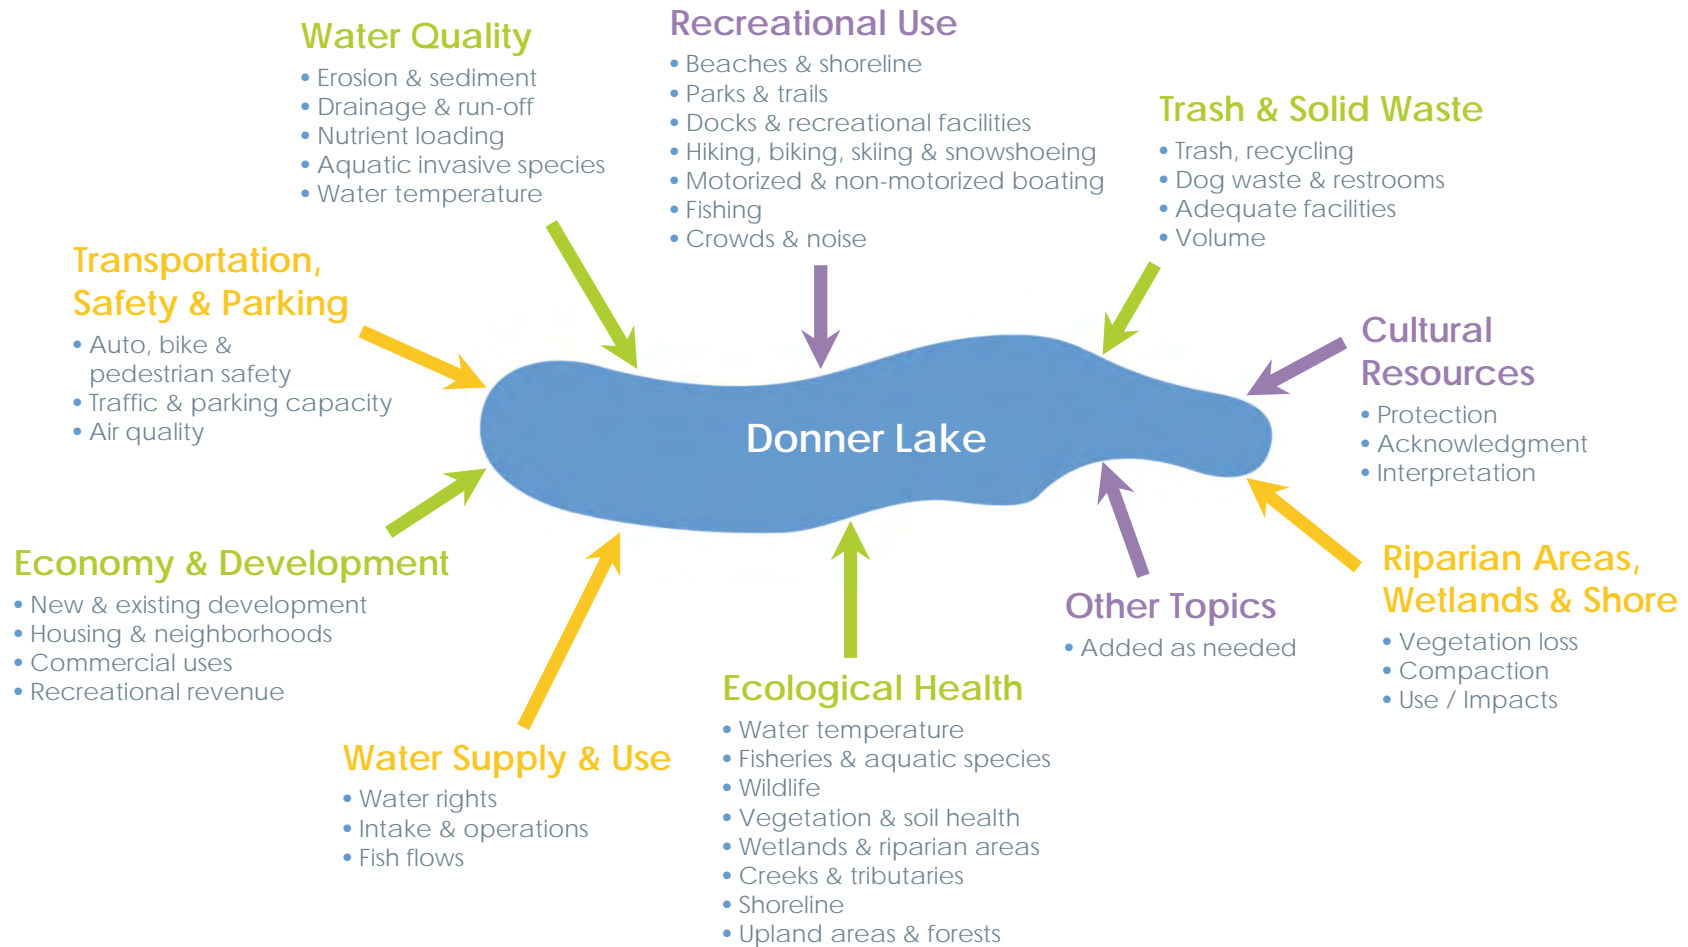 Water Quality
• Erosion & sediment
• Drainage & run-off
• Nutrient loading
• Aquatic invasive species
• Water temperature
Recreational Use
• Beaches & shoreline
• Parks & trails
• Docks & recreational facilities
• Hiking, biking, skiing & snowshoeing
• Motorized & non-motorized boating
• Fishing
• Crowds & noise
Trash & Solid Waste
• Trash, recycling
• Dog waste & restrooms
• Adequate facilities
• Volume
Transportation,
Safety & Parking
• Auto, bike &
pedestrian safety
• Traffic & parking capacity
• Air quality
Cultural
Resources
• Protection
• Acknowledgment
• Interpretation
Donner Lake
Economy & Development
• New & existing development
• Housing & neighborhoods
• Commercial uses
• Recreational revenue
Water Supply & Use
• Water rights
• Intake & operations
• Fish flows
Ecological Health
• Water temperature
• Fisheries & aquatic species
• Wildlife
• Vegetation & soil health
• Wetlands & riparian areas
• Creeks & tributaries
• Shoreline
• Upland areas & forests
Other Topics
• Added as needed
Riparian Areas,
Wetlands & Shore
• Vegetation loss
• Compaction
• Use / Impacts